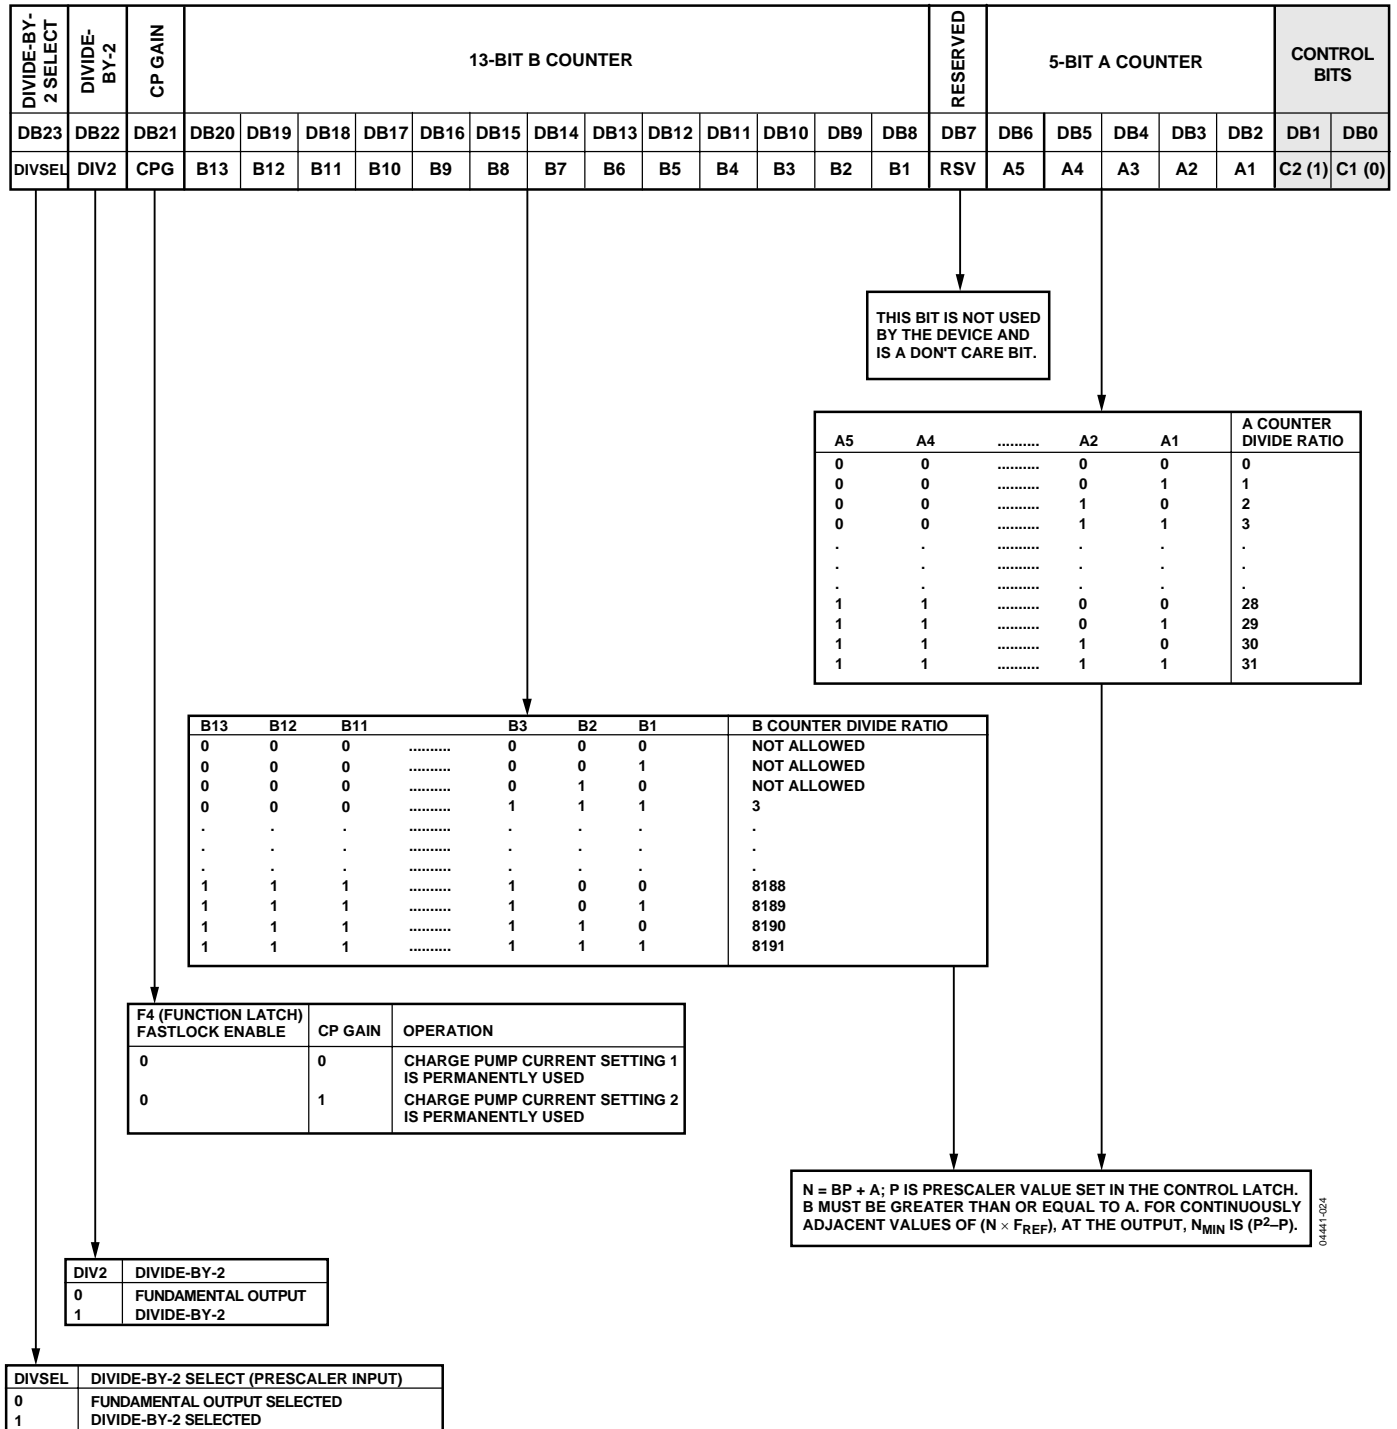 DIVIDE-BY-
2 SELECT
DIVIDE-
BY-2
CP GAIN
13-BIT B COUNTER
RESERVED
5-BIT A COUNTER
CONTROL
BITS
DB23 DB22 DB21 DB20 DB19 DB18 DB17 DB16 DB15 DB14 DB13 DB12 DB11 DB10 DB9 DB8 DB7 DB6 DB5 DB4 DB3 DB2 DB1 DB0
DIVSEL DIV2 CPG B13 B12 B11 B10 B9 B8 B7 B6 B5 B4 B3 B2 B1 RSV A5 A4 A3 A2 A1 C2 (1) C1 (0)
THIS BIT IS NOT USED
BY THE DEVICE AND
IS A DON'T CARE BIT.
A COUNTER
A5 A4 .......... A2 A1 DIVIDE RATIO
0 0 .......... 0 0 0
0 0 .......... 0 1 1
0 0 .......... 1 0 2
0 0 .......... 1 1 3
. . .......... . . .
. . .......... . . .
. . .......... . . .
1 1 .......... 0 0 28
1 1 .......... 0 1 29
1 1 .......... 1 0 30
1 1 .......... 1 1 31
B13 B12 B11 B3 B2 B1 B COUNTER DIVIDE RATIO
0 0 0 .......... 0 0 0 NOT ALLOWED
0 0 0 .......... 0 0 1 NOT ALLOWED
0 0 0 .......... 0 1 0 NOT ALLOWED
0 0 0 .......... 1 1 1 3
. . . .......... . . . .
. . . .......... . . . .
. . . .......... . . . .
1 1 1 .......... 1 0 0 8188
1 1 1 .......... 1 0 1 8189
1 1 1 .......... 1 1 0 8190
1 1 1 .......... 1 1 1 8191
F4 (FUNCTION LATCH)
FASTLOCK ENABLE CP GAIN OPERATION
0 0 CHARGE PUMP CURRENT SETTING 1
IS PERMANENTLY USED
0 1 CHARGE PUMP CURRENT SETTING 2
IS PERMANENTLY USED
N = BP + A; P IS PRESCALER VALUE SET IN THE CONTROL LATCH.
B MUST BE GREATER THAN OR EQUAL TO A. FOR CONTINUOUSLY
ADJACENT VALUES OF (N × FREF), AT THE OUTPUT, NMIN IS (P²–P).
04441-024
DIV2 DIVIDE-BY-2
0 FUNDAMENTAL OUTPUT
1 DIVIDE-BY-2
DIVSEL DIVIDE-BY-2 SELECT (PRESCALER INPUT)
0 FUNDAMENTAL OUTPUT SELECTED
1 DIVIDE-BY-2 SELECTED